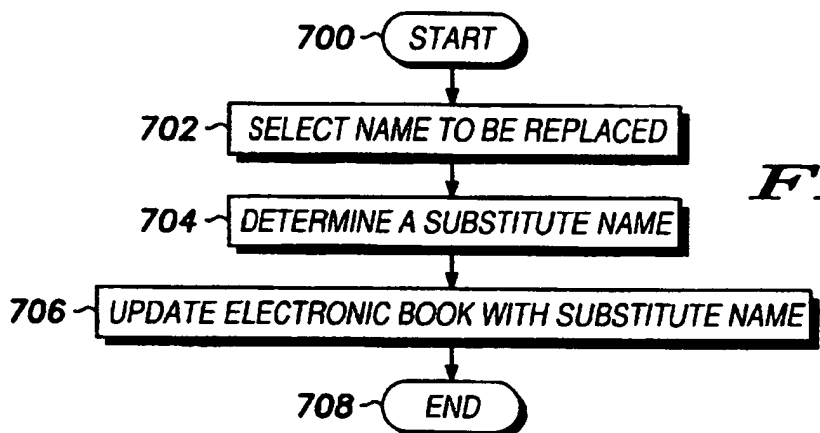 700 START
702 SELECT NAME TO BE REPLACED
704 DETERMINE A SUBSTITUTE NAME
706 UPDATE ELECTRONIC BOOK WITH SUBSTITUTE NAME
708 END